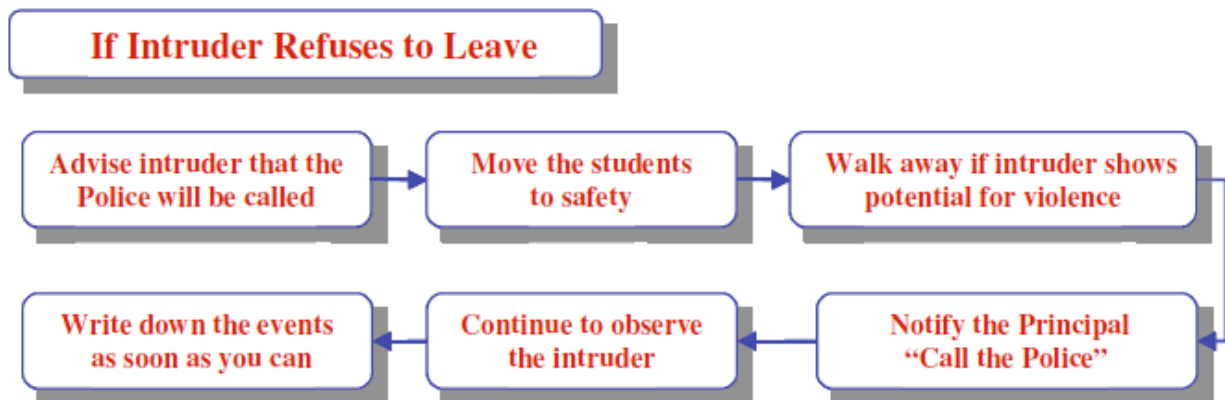 If Intruder Refuses to Leave
Advise intruder that the
Police will be called
Move the students
to safety
Walk away if intruder shows
potential for violence
Notify the Principal
“Call the Police”
Continue to observe
the intruder
Write down the events
as soon as you can